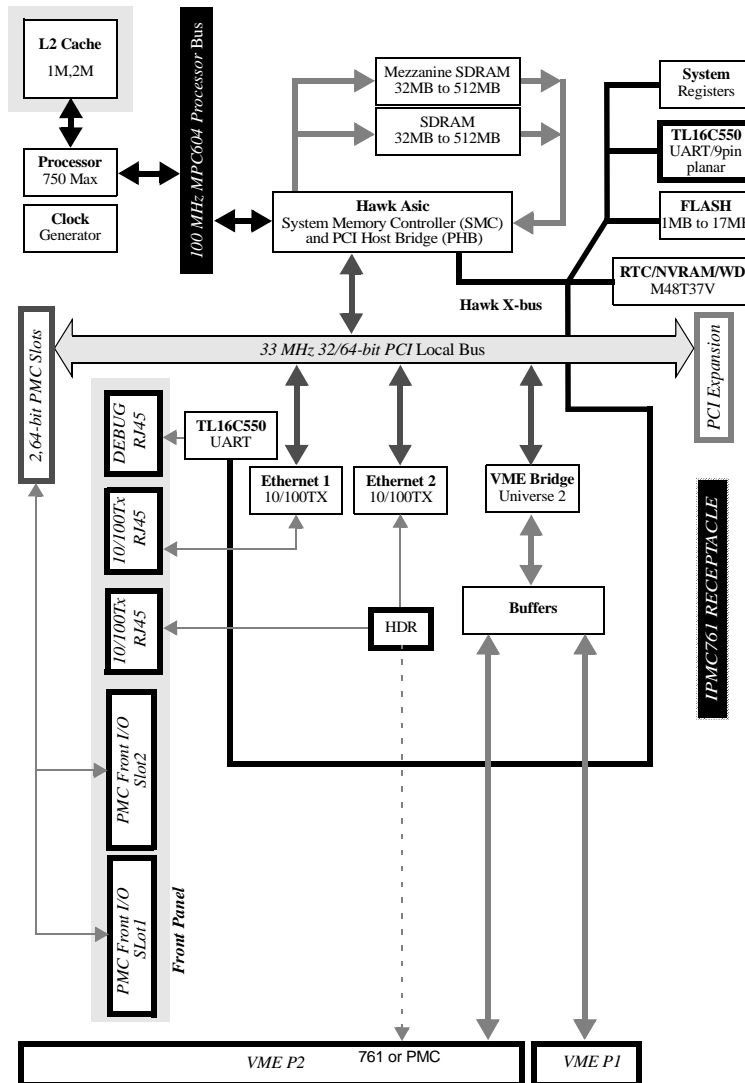 L2 Cache
1M,2M
Processor
750 Max
Clock
Generator
100 MHz MPC604 Processor Bus
Mezzanine SDRAM
32MB to 512MB
SDRAM
32MB to 512MB
Hawk Asic
System Memory Controller (SMC)
and PCI Host Bridge (PHB)
System
Registers
TL16C550
UART/9pin
planar
FLASH
1MB to 17MB
RTC/NVRAM/WD
M48T37V
Hawk X-bus
33 MHz 32/64-bit PCI Local Bus
2,64-bit PMC Slots
PCI Expansion
DEBUG
RJ45
TL16C550
UART
Ethernet 1
10/100TX
Ethernet 2
10/100TX
VME Bridge
Universe 2
10/100Tx
RJ45
10/100Tx
RJ45
HDR
Buffers
IPMC761 RECEPTACLE
PMC Front I/O
Slot2
PMC Front I/O
SLot1
Front Panel
VME P2
761 or PMC
VME P1